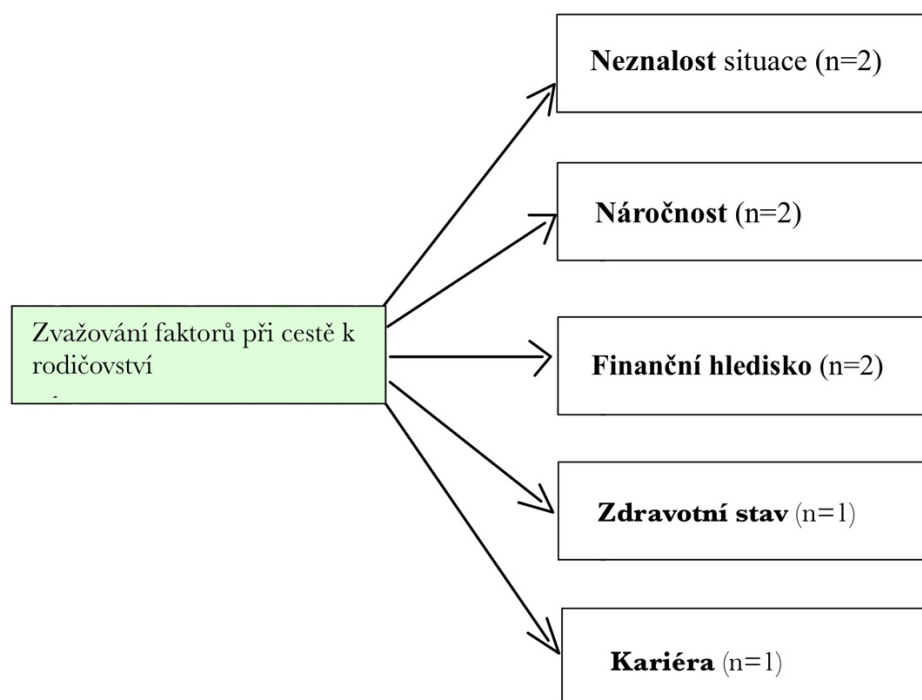 Neznalost situace (n=2)
Náročnost (n=2)
Zvažování faktorů při cestě k
rodičovství
Finanční hledisko (n=2)
Zdravotní stav (n=1)
Kariéra (n=1)